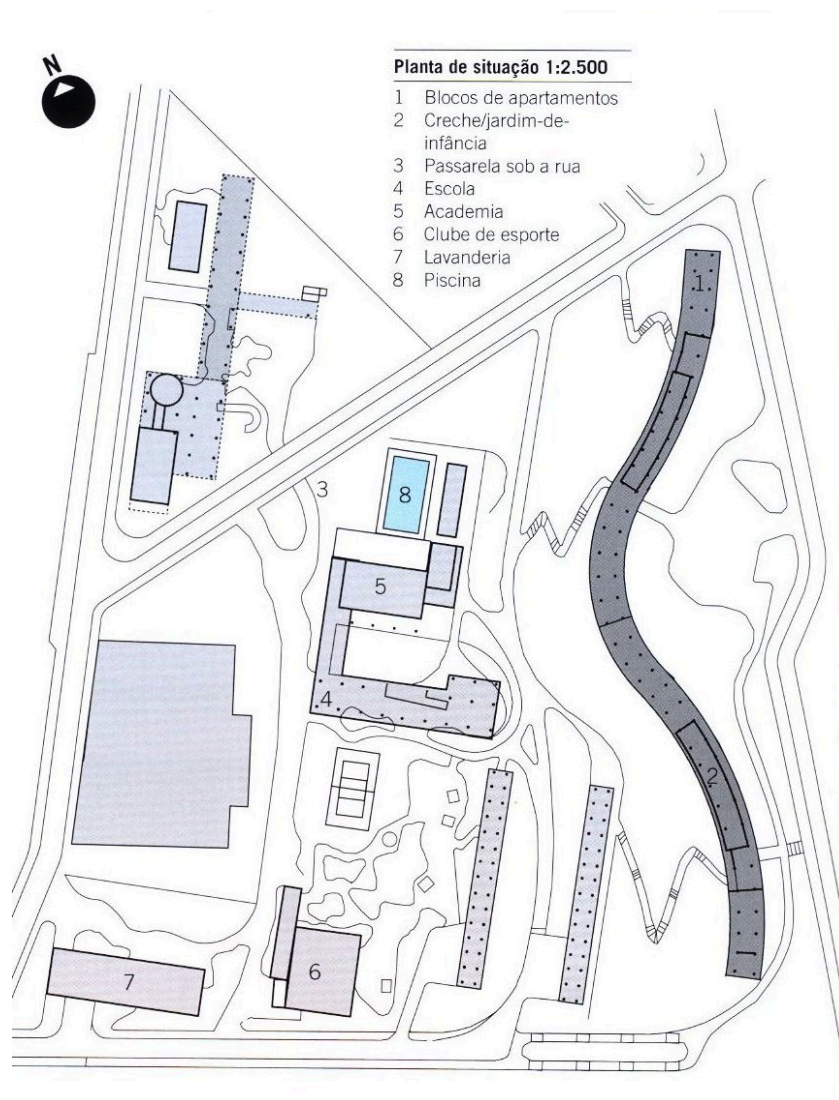 N
Planta de situação 1:2.500
1 Blocos de apartamentos
2 Creche/jardim-de-
infância
3 Passarela sob a rua
4 Escola
5 Academia
6 Clube de esporte
7 Lavanderia
8 Piscina
1
3
8
5
4
2
6
7